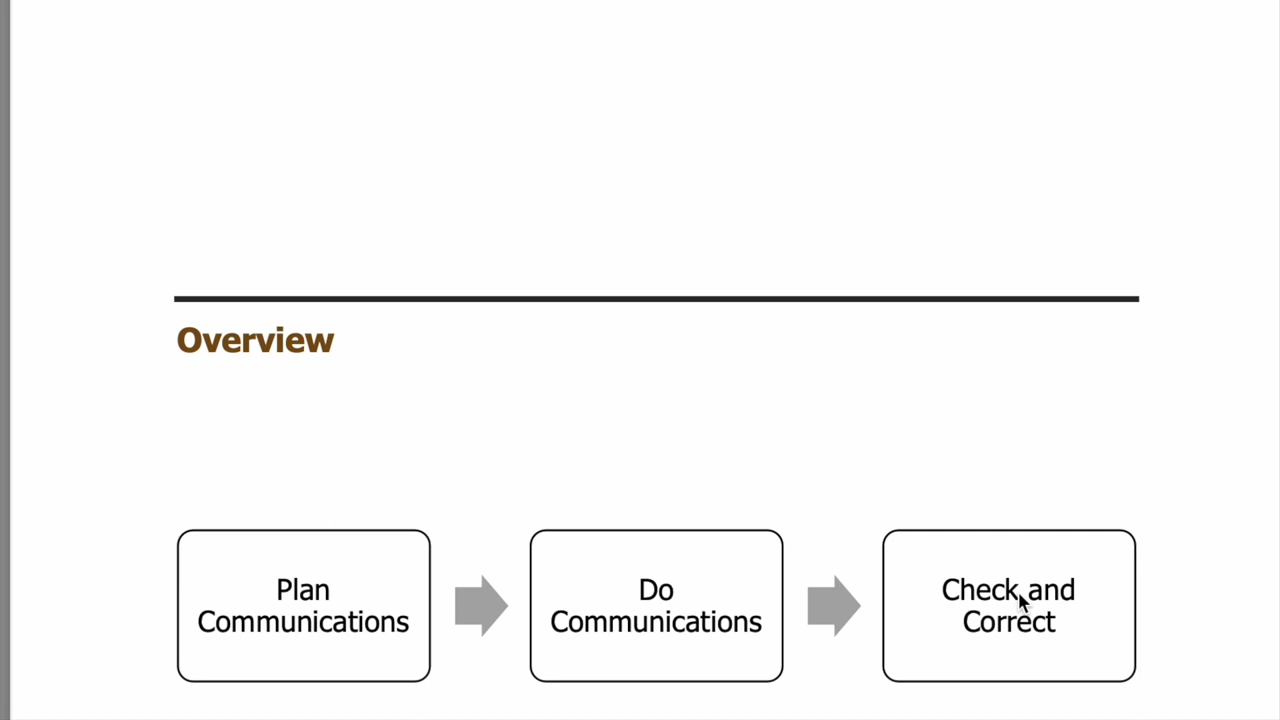 Overview
Plan
Communications
Do
Communications
Check and
Correct